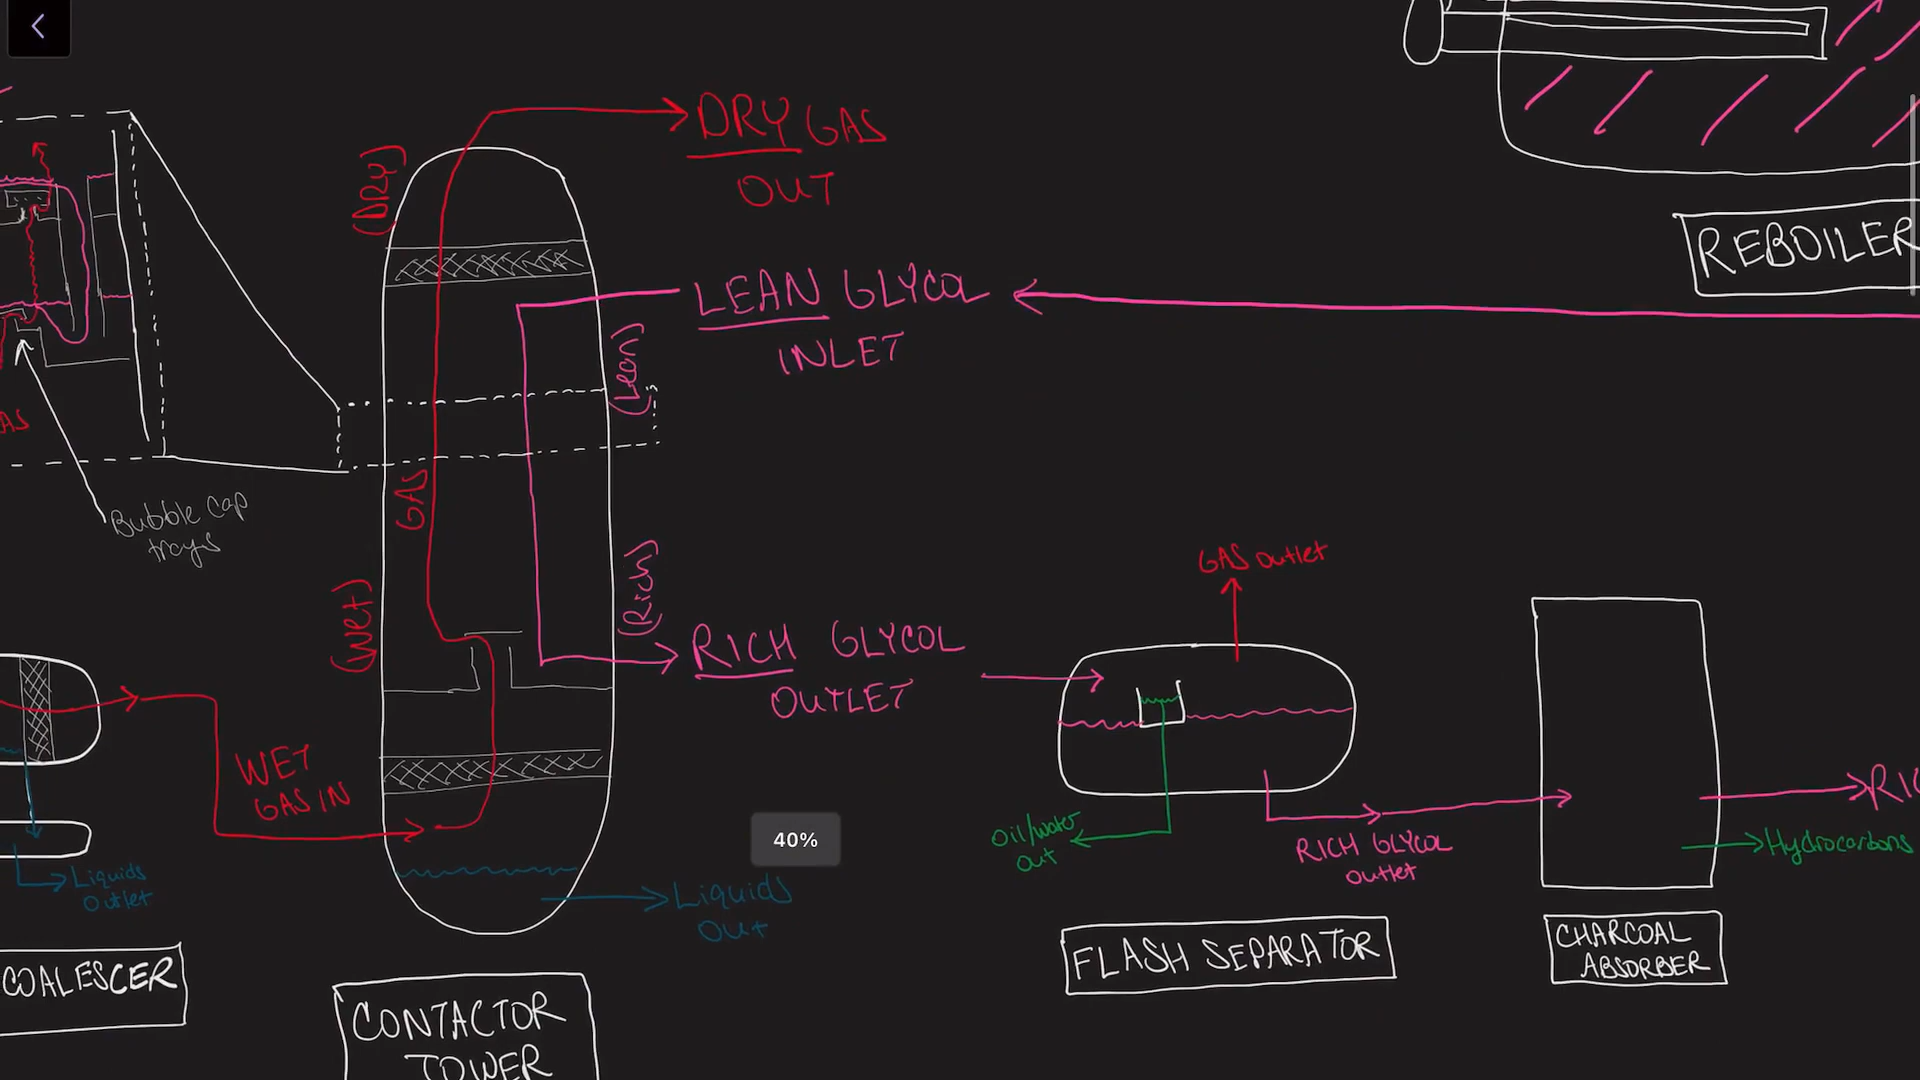 DRY GAS
OUT
(DRY)
REBOILER
LEAN GLYCOL
INLET
(Lean)
AS
GAS
Bubble Cap
trays
(Rich)
(Wet)
GAS outlet
RICH GLYCOL
OUTLET
WET
GAS IN
40%
Oil/water
out
RICH GLYCOL
outlet
RIC
Hydrocarbons
Liquids
Outlet
Liquids
Out
COALESCER
CONTACTOR
TOWER
FLASH SEPARATOR
CHARCOAL
ABSORBER